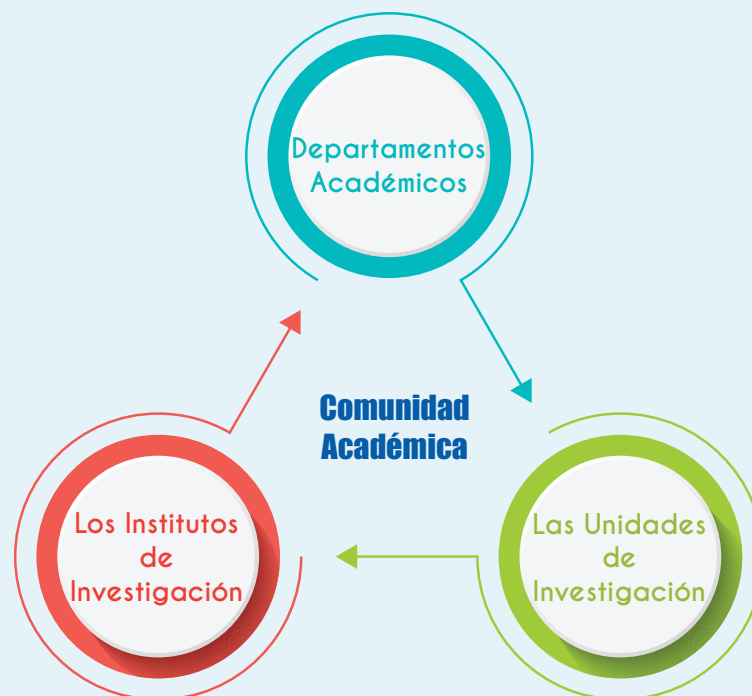 Departamentos
Académicos
Comunidad
Académica
Los Institutos
de
Investigación
Las Unidades
de
Investigación